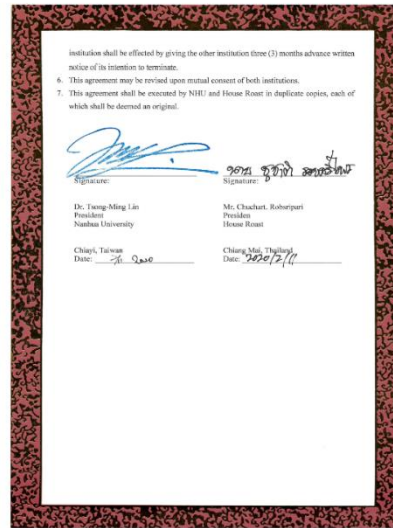 institution shall be effected by giving the other institution three (3) months advance written
notice of its intention to terminate.
6. This agreement may be revised upon mutual consent of both institutions.
7. This agreement shall be executed by NHU and House Roast in duplicate copies, each of
which shall be deemed an original.
Signature: Signature:
Dr. Tsong-Ming Lin Mr. Chuchart. Roburipari
President Presiden
Nanhua University House Roast
Chiayi, Taiwan Chiang Mai, Thailand
Date: 2020 Date: 2020/2/